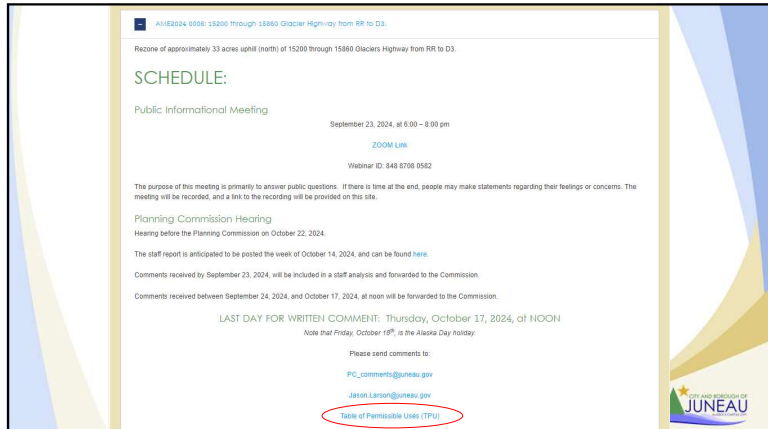 AME2024 0006: 15200 through 15860 Glacier Highway from RR to D3.
Rezone of approximately 33 acres uphill (north) of 15200 through 15860 Glaciers Highway from RR to D3.
SCHEDULE:
Public Informational Meeting
September 23, 2024, at 6:00 – 8:00 pm
ZOOM Link
Webinar ID: 848 8708 0582
The purpose of this meeting is primarily to answer public questions. If there is time at the end, people may make statements regarding their feelings or concerns. The
meeting will be recorded, and a link to the recording will be provided on this site.
Planning Commission Hearing
Hearing before the Planning Commission on October 22, 2024.
The staff report is anticipated to be posted the week of October 14, 2024, and can be found here.
Comments received by September 23, 2024, will be included in a staff analysis and forwarded to the Commission.
Comments received between September 24, 2024, and October 17, 2024, at noon will be forwarded to the Commission.
LAST DAY FOR WRITTEN COMMENT: Thursday, October 17, 2024, at NOON
Note that Friday, October 18th, is the Alaska Day holiday.
Please send comments to:
PC_comments@juneau.gov
Jason.Larson@juneau.gov
Table of Permissible Uses (TPU)
CITY AND BOROUGH OF
JUNEAU